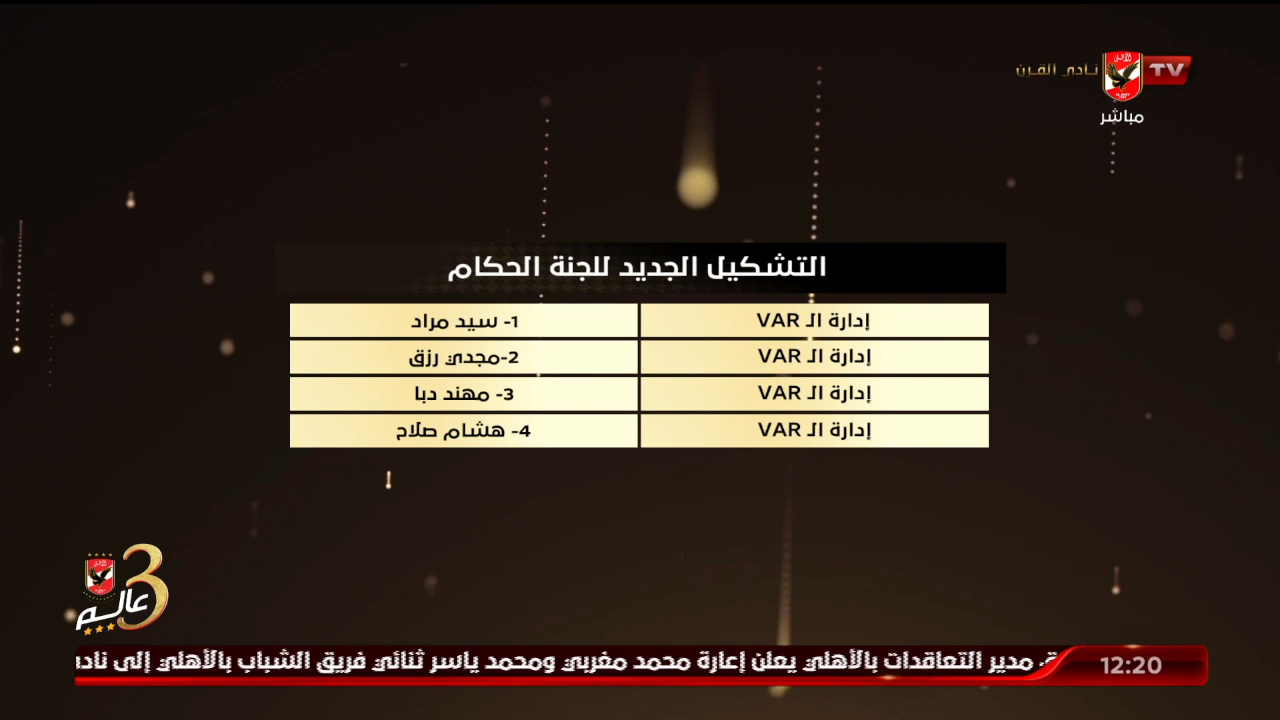 نادي القرن TV
مباشر
التشكيل الجديد للجنة الحكام
إدارة الـ VAR 1- سيد مراد
إدارة الـ VAR 2-مجدي رزق
إدارة الـ VAR 3- مهند دبا
إدارة الـ VAR 4- هشام صلاح
3 عالم
12:20 مدير التعاقدات بالأهلي يعلن إعارة محمد مغربي ومحمد ياسر ثنائي فريق الشباب بالأهلي إلى